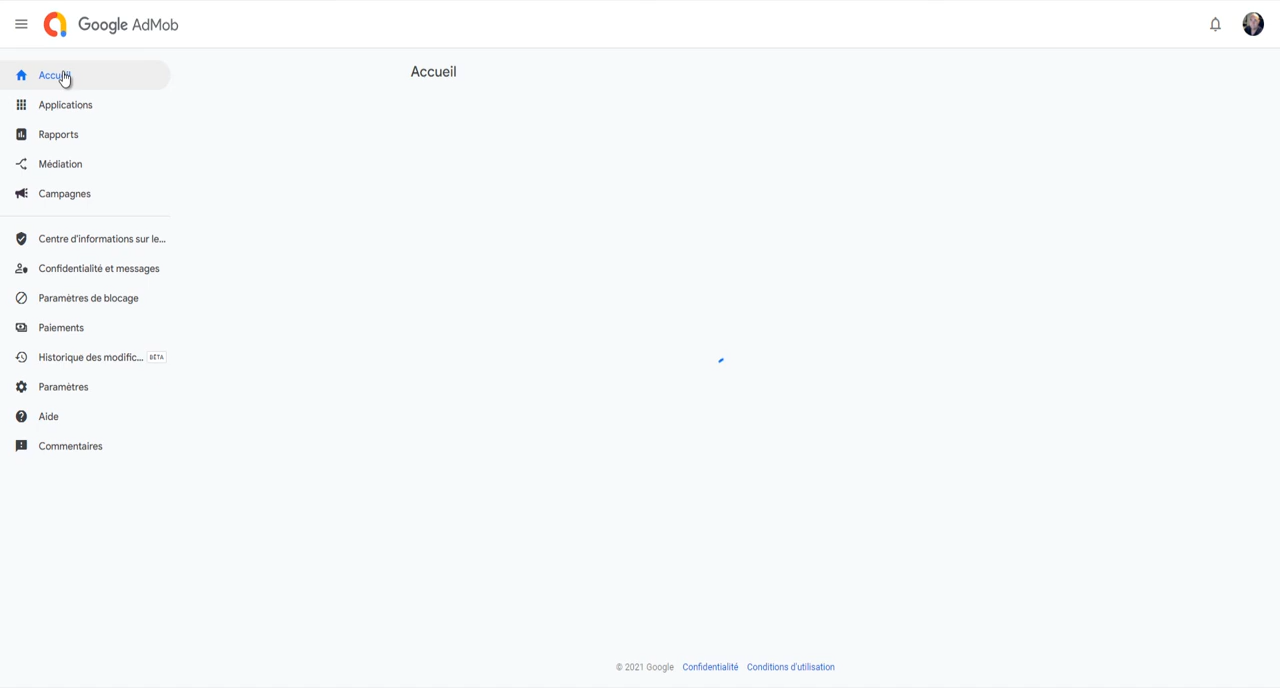 Google AdMob
Accueil
Accueil
Applications
Rapports
Médiation
Campagnes
Centre d'informations sur le...
Confidentialité et messages
Paramètres de blocage
Paiements
Historique des modific... BÊTA
Paramètres
Aide
Commentaires
© 2021 Google Confidentialité Conditions d'utilisation